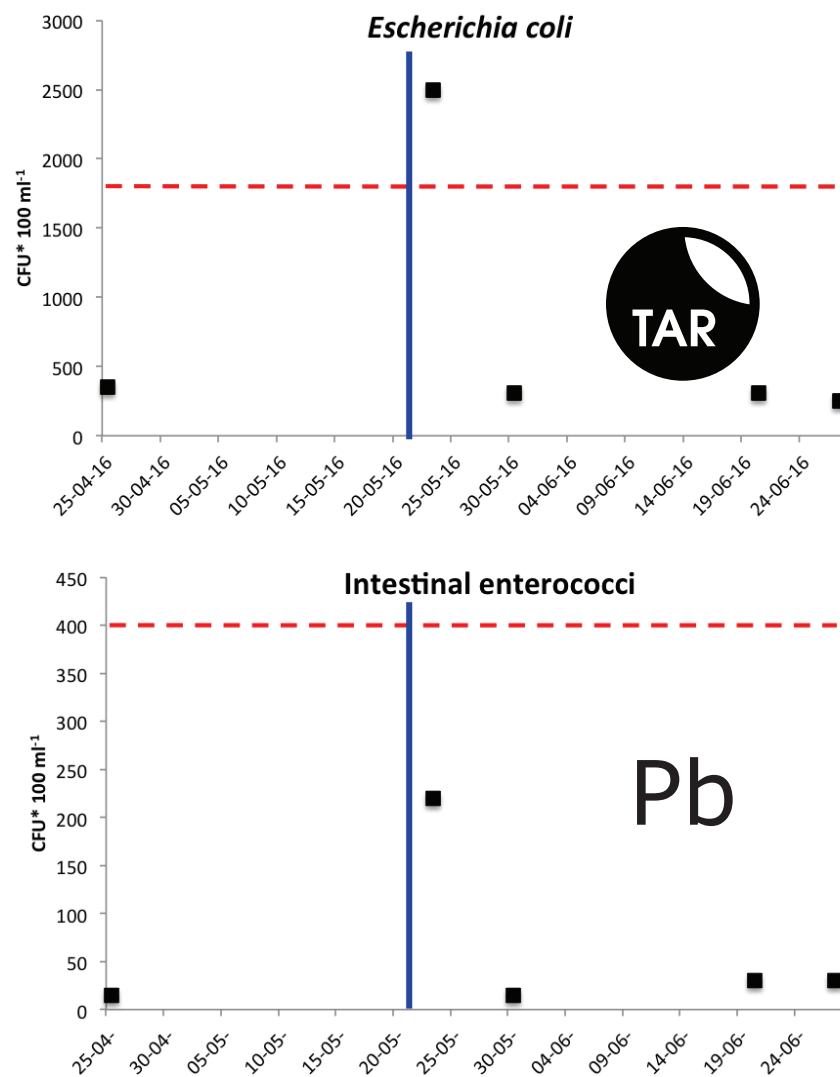 Escherichia coli
3000
2500
2000
1500
1000
500
0
CFU* 100 ml-1
TAR
25-04-16 30-04-16 05-05-16 10-05-16 15-05-16 20-05-16 25-05-16 30-05-16 04-06-16 09-06-16 14-06-16 19-06-16 24-06-16
Intestinal enterococci
450
400
350
300
250
200
150
100
50
0
CFU* 100 ml-1
Pb
25-04- 30-04- 05-05- 10-05- 15-05- 20-05- 25-05- 30-05- 04-06- 09-06- 14-06- 19-06- 24-06-